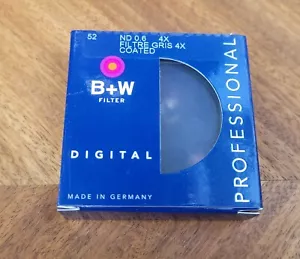 52 ND 0.6 4X
FILTRE GRIS 4X
COATED
B+W
FILTER
DIGITAL
MADE IN GERMANY
PROFESSIONAL